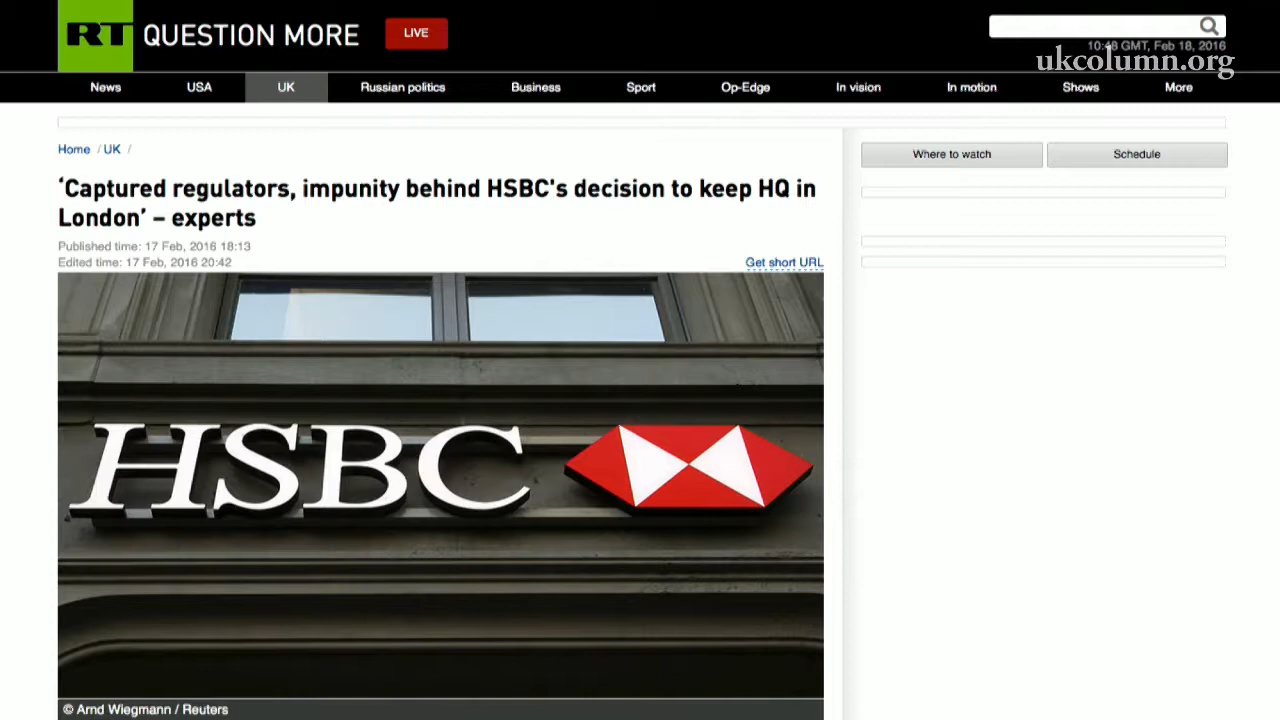 RT QUESTION MORE
LIVE
10:48 GMT, Feb 18, 2016
ukcolumn.org
News USA UK Russian politics Business Sport Op-Edge In vision In motion Shows More
Home / UK /
Where to watch Schedule
‘Captured regulators, impunity behind HSBC's decision to keep HQ in
London’ – experts
Published time: 17 Feb, 2016 18:13
Edited time: 17 Feb, 2016 20:42
Get short URL
HSBC
© Arnd Wiegmann / Reuters